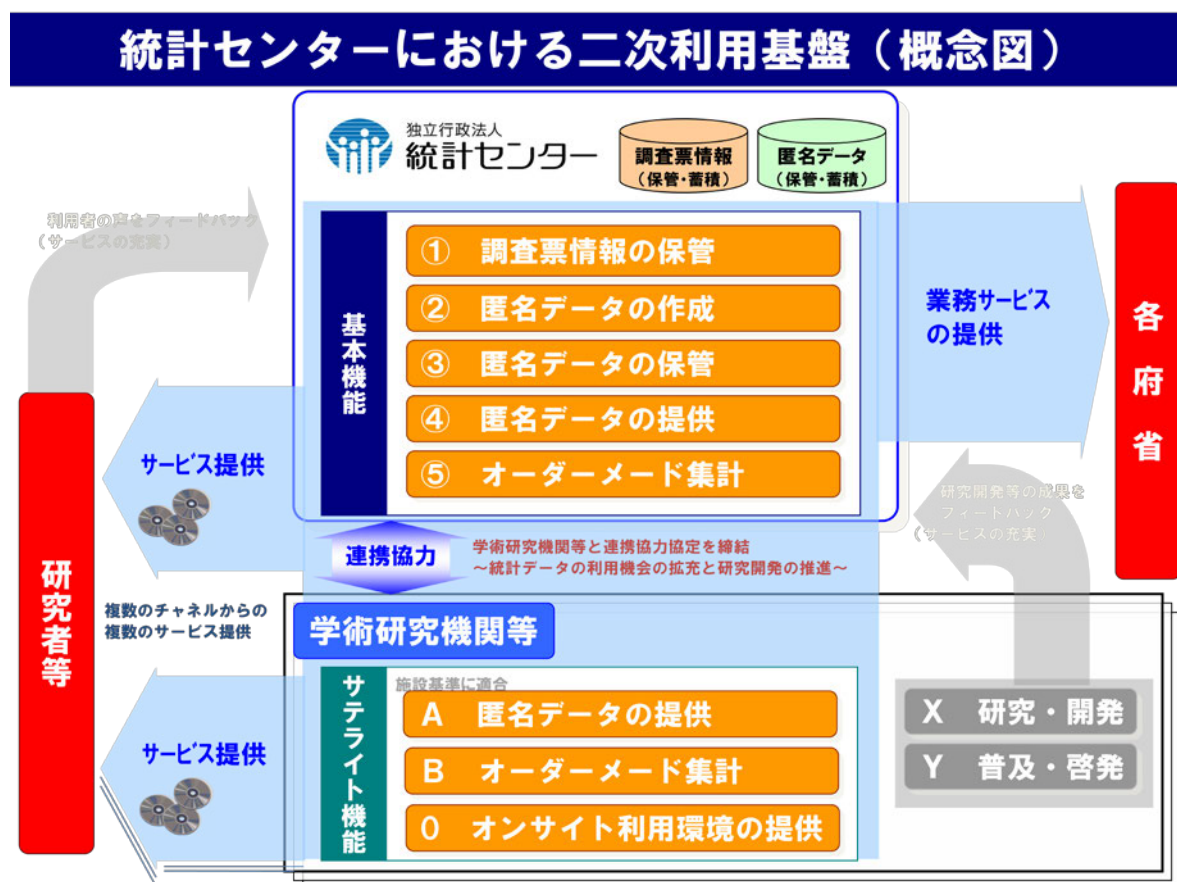 統計センターにおける二次利用基盤（概念図）
独立行政法人
統計センター
調査票情報
（保管・蓄積）
匿名データ
（保管・蓄積）
利用者の声をフィードバック
（サービスの充実）
基本機能
① 調査票情報の保管
② 匿名データの作成
③ 匿名データの保管
④ 匿名データの提供
⑤ オーダーメード集計
業務サービス
の提供
各府省
サービス提供
研究開発等の成果を
フィートバック
（サービスの充実）
連携協力
学術研究機関等と連携協力協定を締結
～統計データの利用機会の拡充と研究開発の推進～
研究者等
複数のチャネルからの
複数のサービス提供
学術研究機関等
サテライト機能
施設基準に適合
A 匿名データの提供
B オーダーメード集計
O オンサイト利用環境の提供
サービス提供
X 研究・開発
Y 普及・啓発